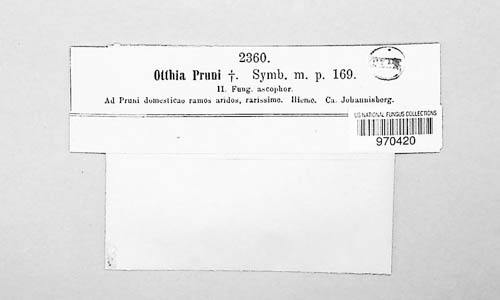 2360.
Otthia Pruni †. Symb. m. p. 169.
II. Fung. ascophor.
Ad Pruni domesticae ramos aridos, rarissime. Hieme. Ca. Johannisberg.
US NATIONAL FUNGUS COLLECTIONS
970420